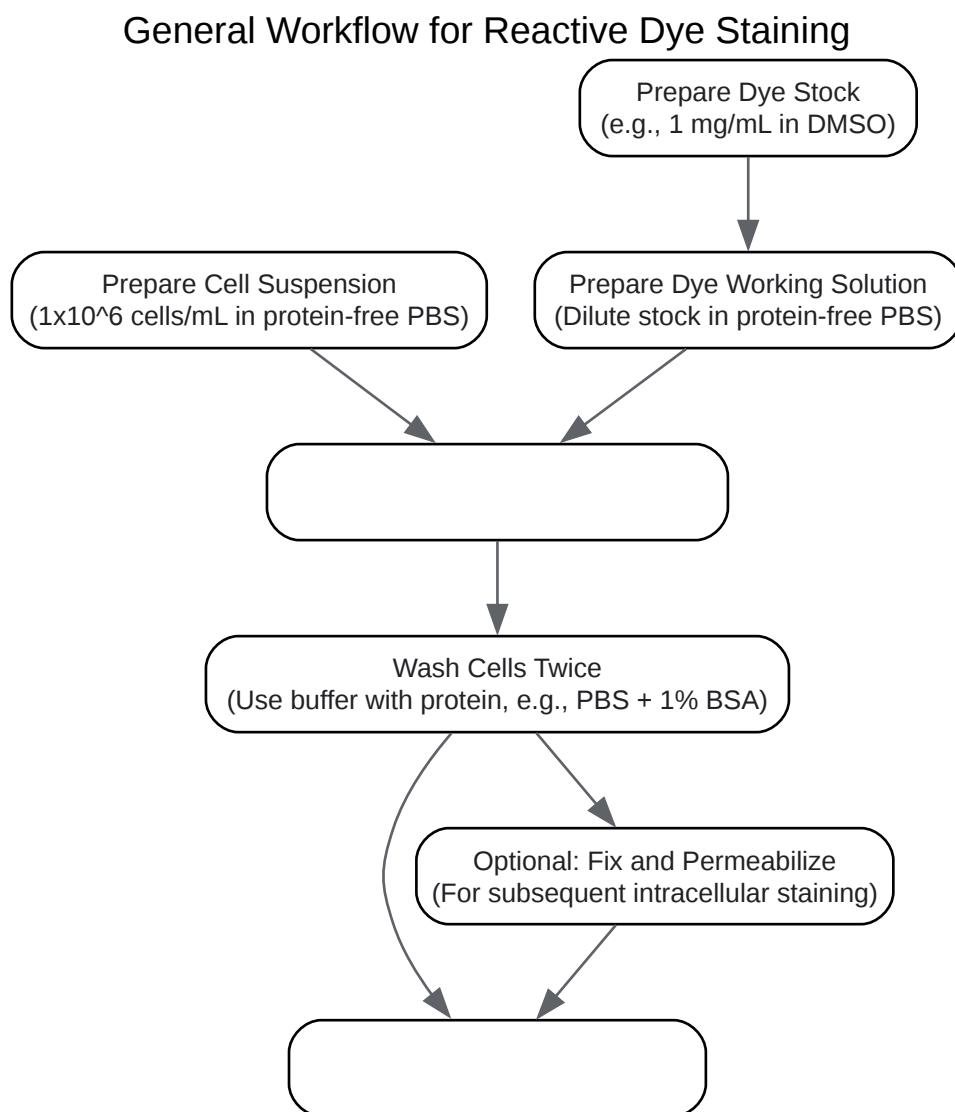 General Workflow for Reactive Dye Staining
Prepare Dye Stock
(e.g., 1 mg/mL in DMSO)
Prepare Cell Suspension
(1x10^6 cells/mL in protein-free PBS)
Prepare Dye Working Solution
(Dilute stock in protein-free PBS)
Wash Cells Twice
(Use buffer with protein, e.g., PBS + 1% BSA)
Optional: Fix and Permeabilize
(For subsequent intracellular staining)